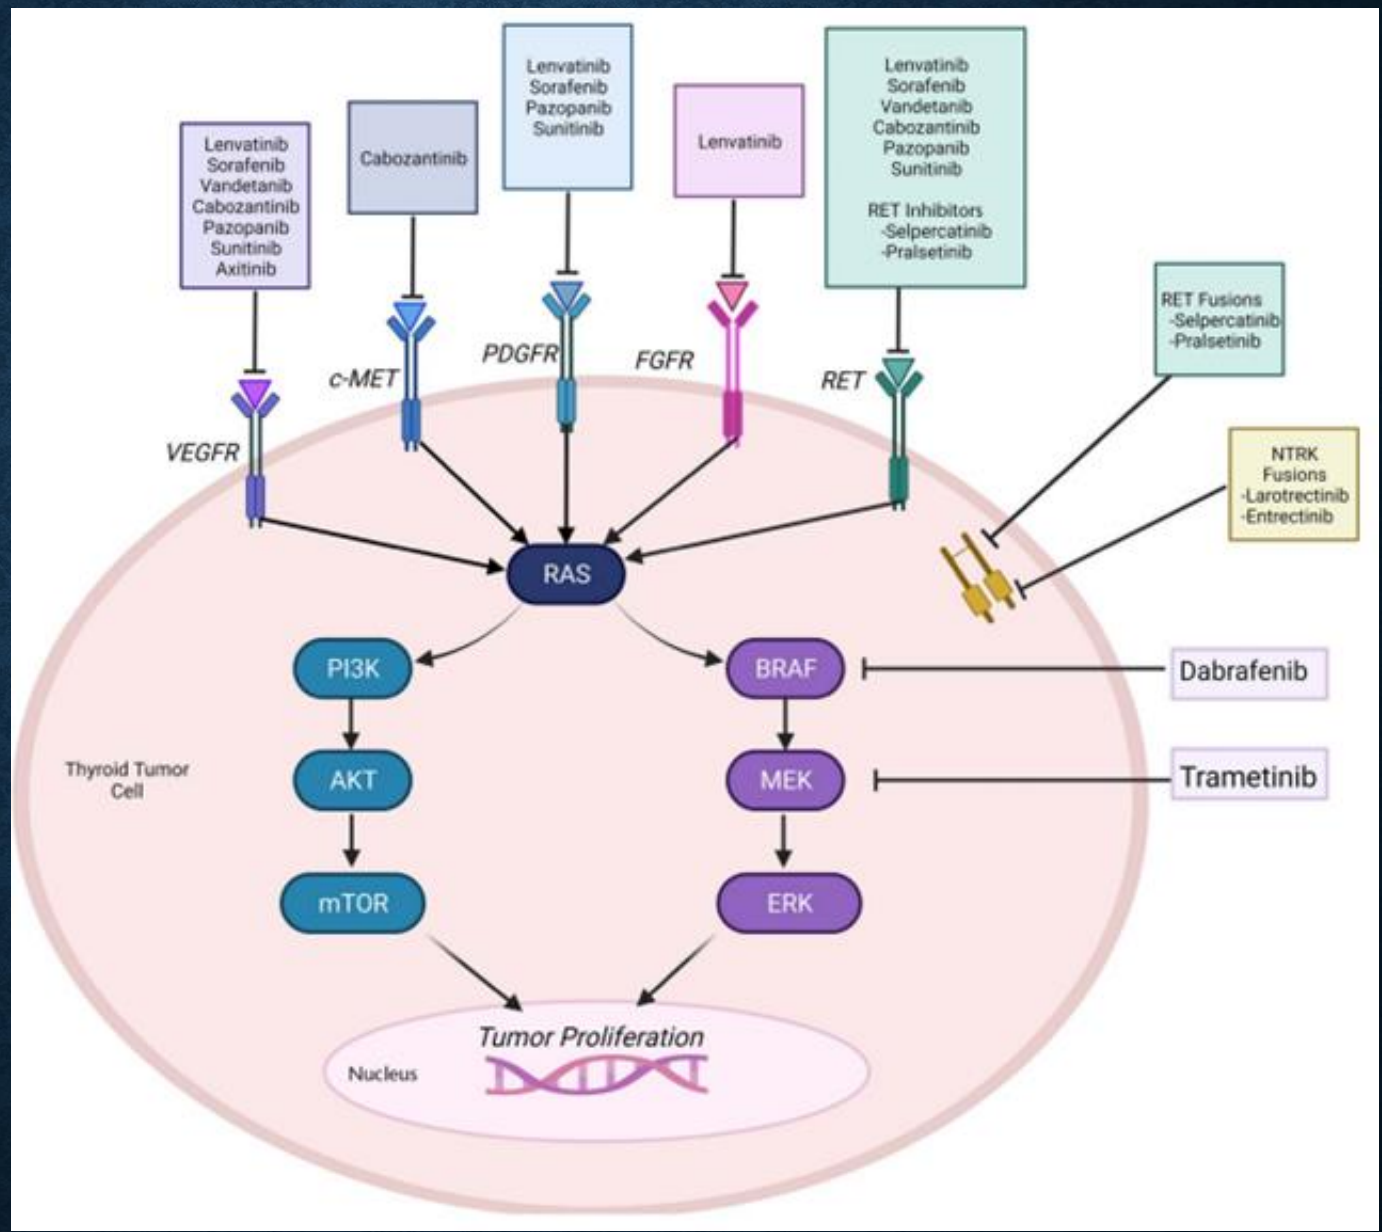 Lenvatinib
Sorafenib
Vandetanib
Cabozantinib
Pazopanib
Sunitinib
Axitinib
Cabozantinib
Lenvatinib
Sorafenib
Pazopanib
Sunitinib
Lenvatinib
Lenvatinib
Sorafenib
Vandetanib
Cabozantinib
Pazopanib
Sunitinib
RET Inhibitors
-Selpercatinib
-Pralsetinib
RET Fusions
-Selpercatinib
-Pralsetinib
NTRK
Fusions
-Larotrectinib
-Entrectinib
VEGFR
c-MET
PDGFR
FGFR
RET
RAS
PI3K
BRAF
Dabrafenib
Thyroid Tumor
Cell
AKT
MEK
Trametinib
mTOR
ERK
Tumor Proliferation
Nucleus